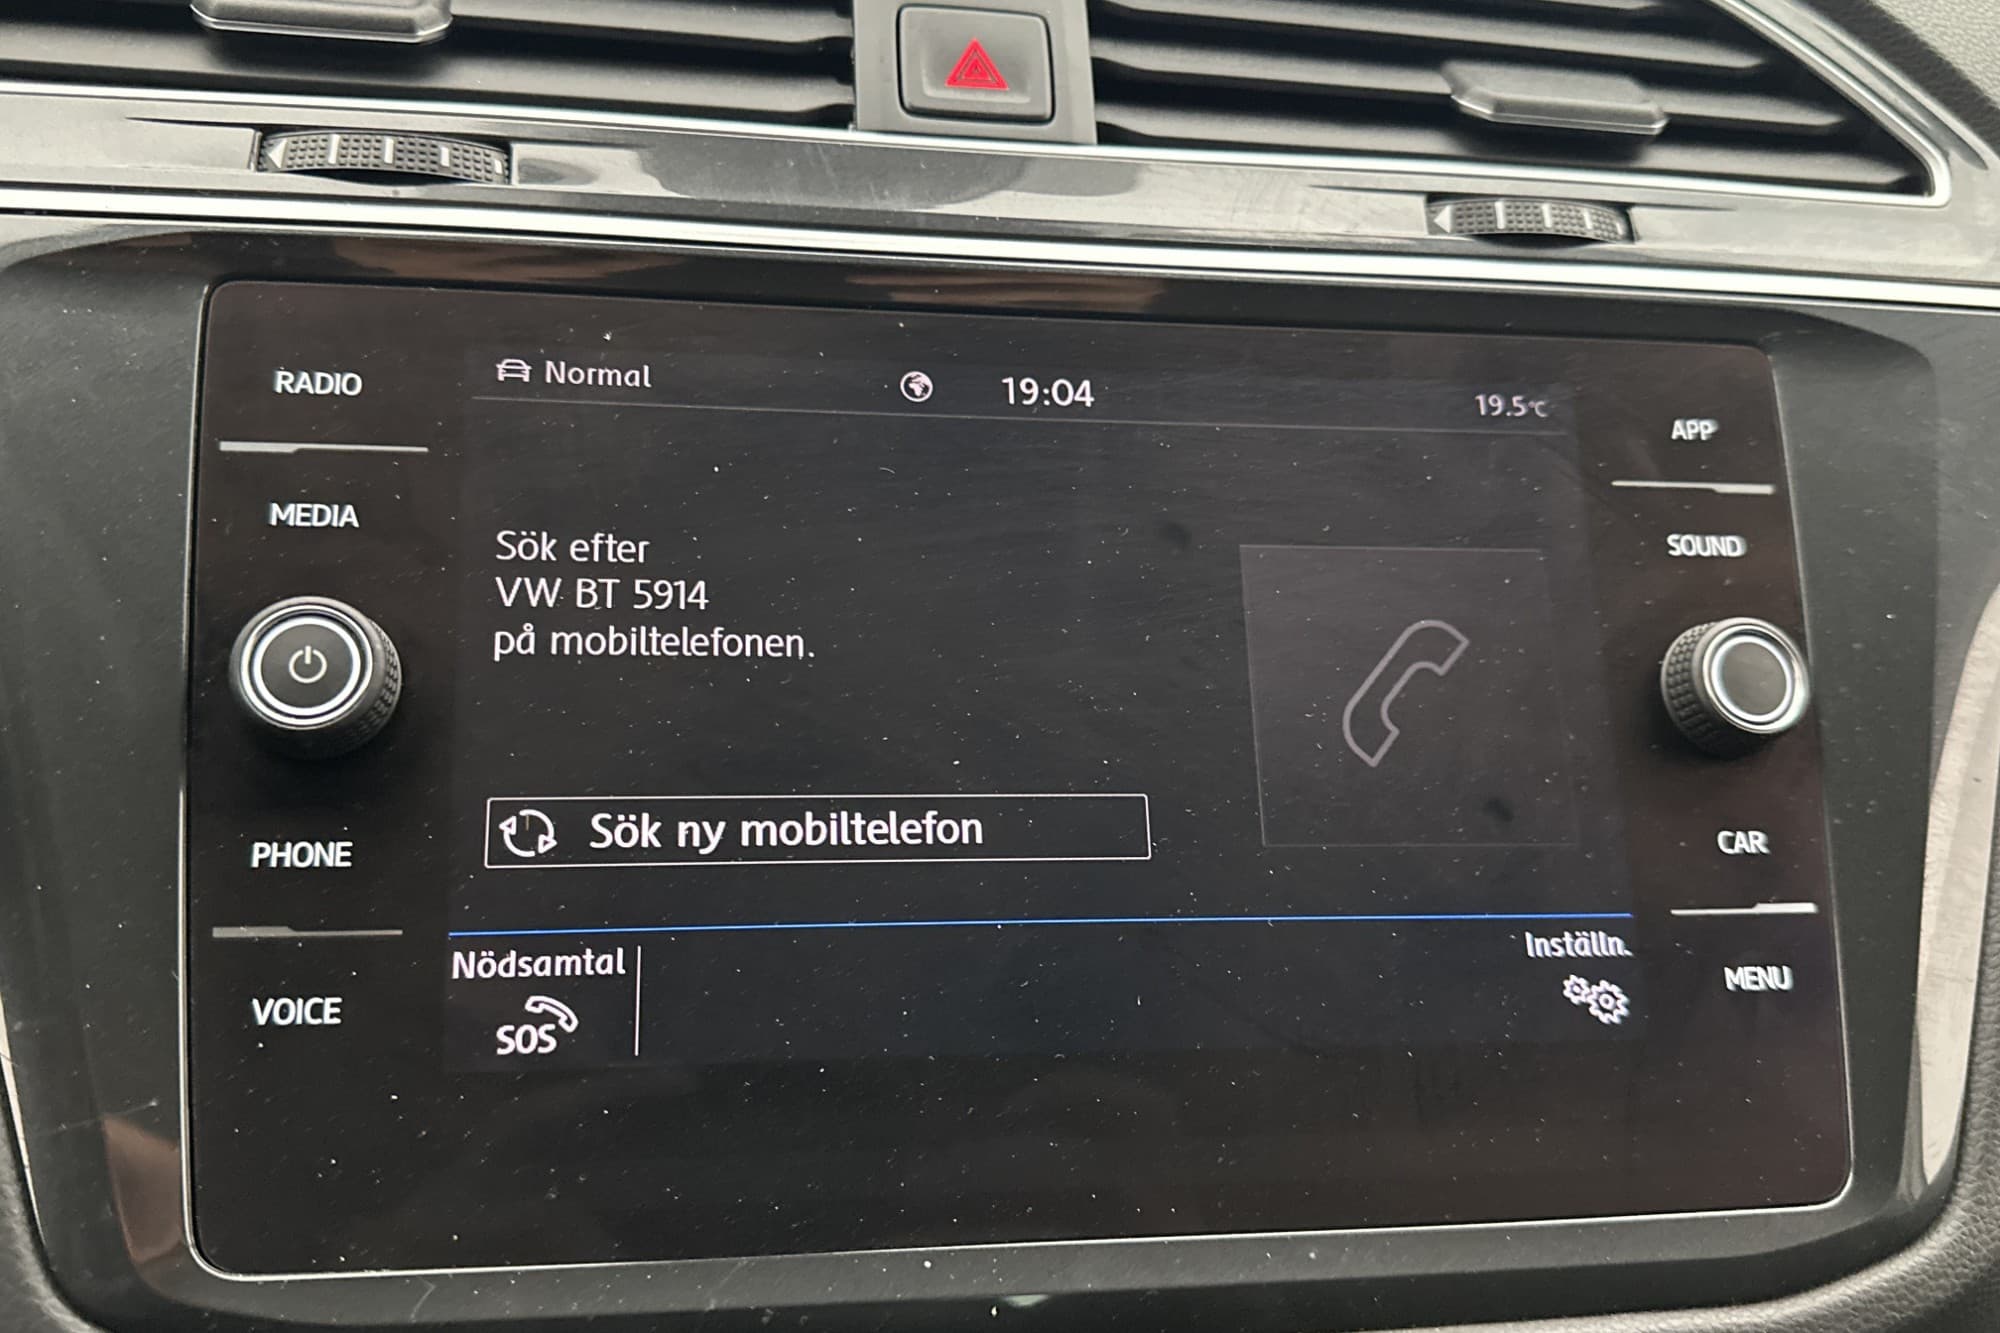 RADIO
MEDIA
PHONE
VOICE
Normal
19:04
19.5°C
Sök efter
VW BT 5914
på mobiltelefonen.
Sök ny mobiltelefon
Nödsamtal
SOS
Inställn.
APP
SOUND
CAR
MENU